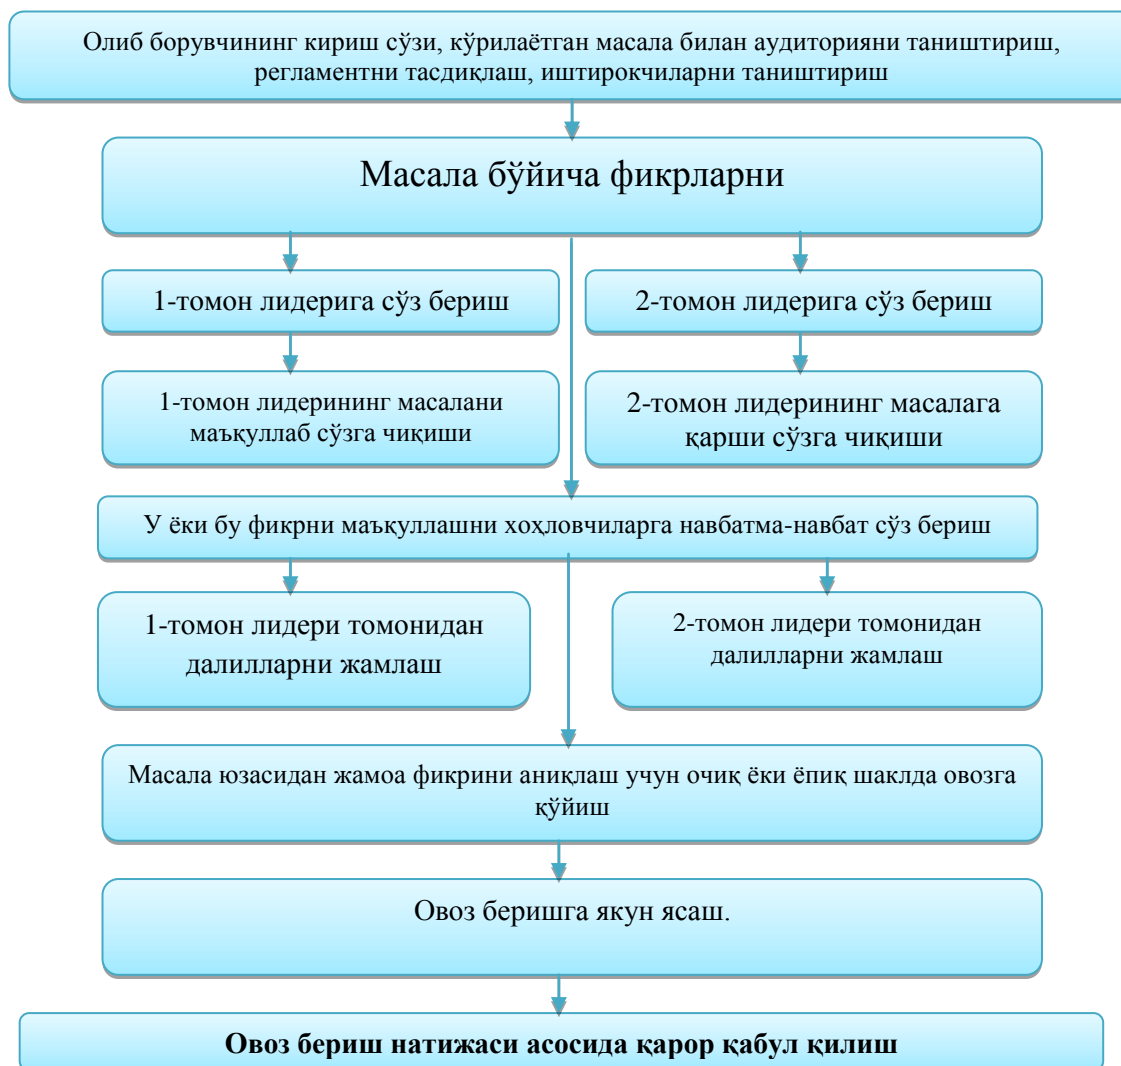 Олиб борувчининг кириш сўзи, кўрилаётган масала билан аудиторияни таништириш,
регламентни тасдиқлаш, иштирокчиларни таништириш
Масала бўйича фикрларни
1-томон лидерига сўз бериш
2-томон лидерига сўз бериш
1-томон лидерининг масалани
маъқуллаб сўзга чиқиши
2-томон лидерининг масалага
қарши сўзга чиқиши
У ёки бу фикрни маъқуллашни хоҳловчиларга навбатма-навбат сўз бериш
1-томон лидери томонидан
далилларни жамлаш
2-томон лидери томонидан
далилларни жамлаш
Масала юзасидан жамоа фикрини аниқлаш учун очиқ ёки ёпиқ шаклда овозга
қўйиш
Овоз беришга якун ясаш.
Овоз бериш натижаси асосида қарор қабул қилиш